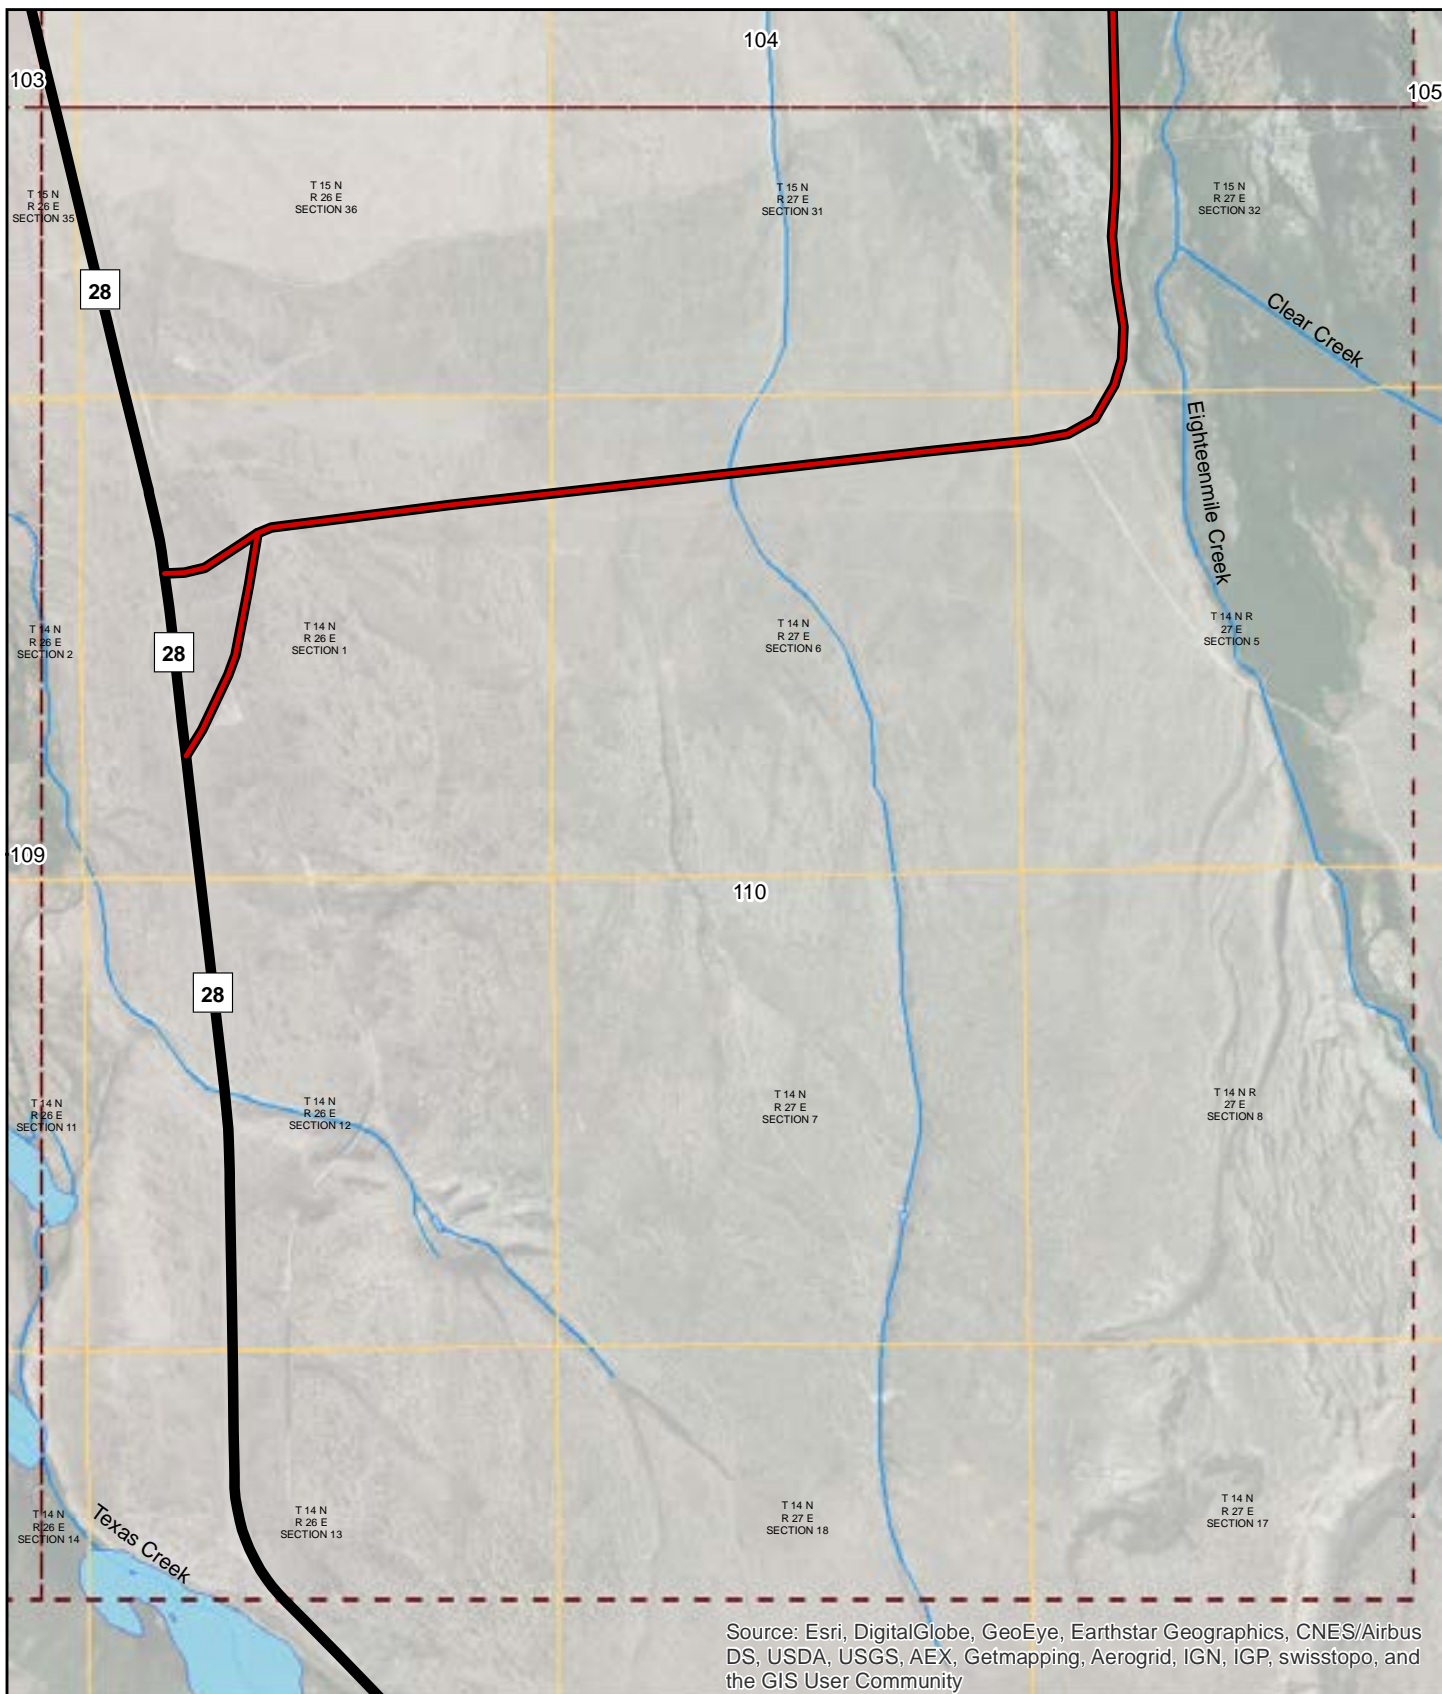 104
103
105
T 15 N
R 26 E
SECTION 35
T 15 N
R 26 E
SECTION 36
T 15 N
R 27 E
SECTION 31
T 15 N
R 27 E
SECTION 32
28
Clear Creek
Eighteenmile Creek
T 14 N
R 26 E
SECTION 2
28
T 14 N
R 26 E
SECTION 1
T 14 N
R 27 E
SECTION 6
T 14 N R
27 E
SECTION 5
109
110
28
T 14 N
R 26 E
SECTION 11
T 14 N
R 26 E
SECTION 12
T 14 N
R 27 E
SECTION 7
T 14 N R
27 E
SECTION 8
T 14 N
R 26 E
SECTION 14
Texas Creek
T 14 N
R 26 E
SECTION 13
T 14 N
R 27 E
SECTION 18
T 14 N
R 27 E
SECTION 17
Source: Esri, DigitalGlobe, GeoEye, Earthstar Geographics, CNES/Airbus
DS, USDA, USGS, AEX, Getmapping, Aerogrid, IGN, IGP, swisstopo, and
the GIS User Community